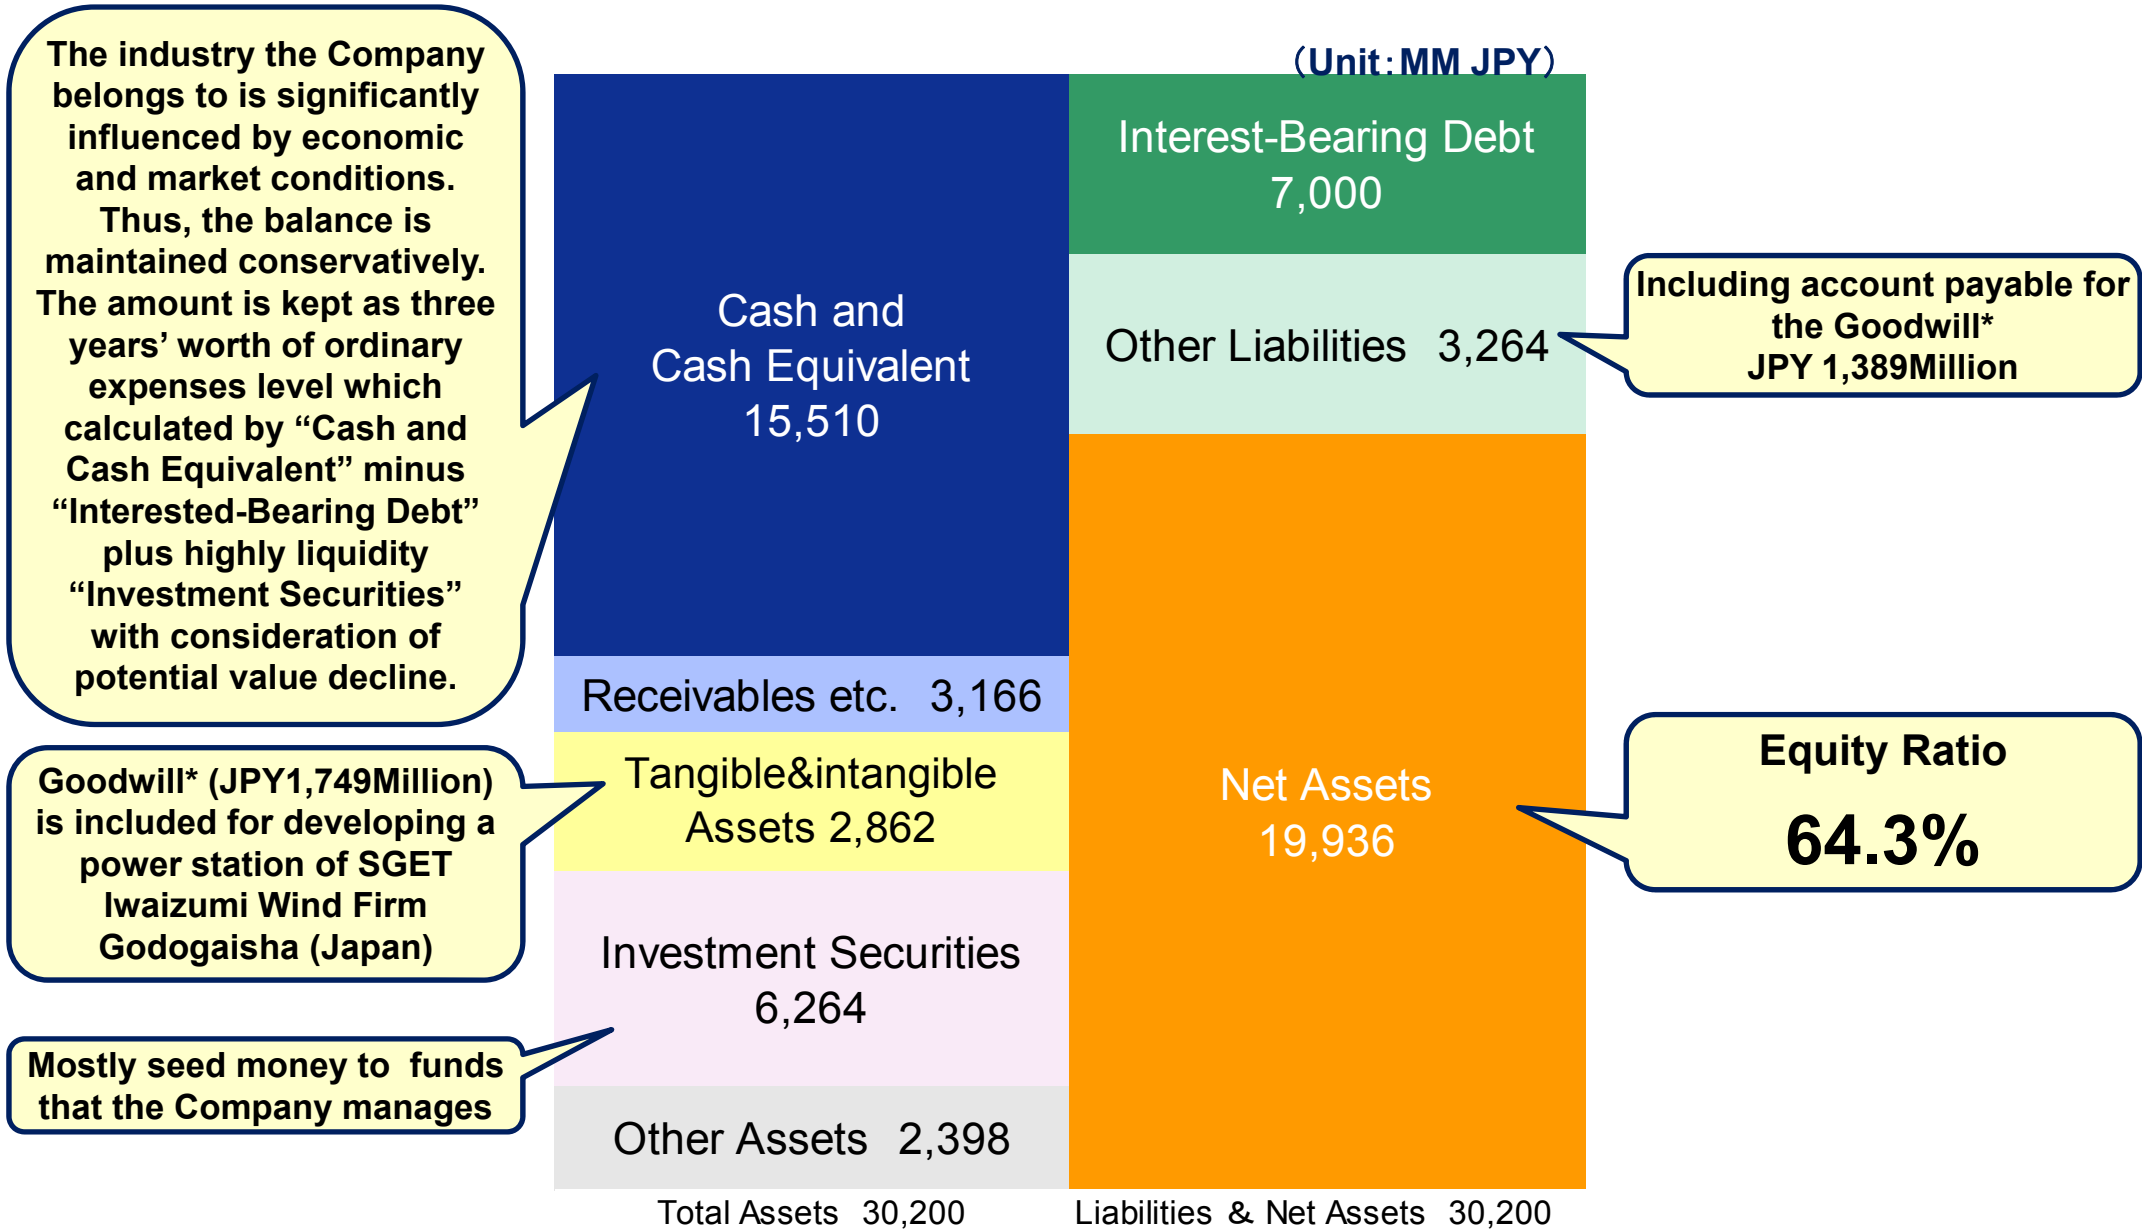 The industry the Company
belongs to is significantly
influenced by economic
and market conditions.
Thus, the balance is
maintained conservatively.
The amount is kept as three
years’ worth of ordinary
expenses level which
calculated by “Cash and
Cash Equivalent” minus
“Interested-Bearing Debt”
plus highly liquidity
“Investment Securities”
with consideration of
potential value decline.
Goodwill* (JPY1,749Million)
is included for developing a
power station of SGET
Iwaizumi Wind Firm
Godogaisha (Japan)
Mostly seed money to funds
that the Company manages
（Unit：MM JPY）
Cash and
Cash Equivalent
15,510
Receivables etc. 3,166
Tangible&intangible
Assets 2,862
Investment Securities
6,264
Other Assets 2,398
Total Assets 30,200
Interest-Bearing Debt
7,000
Other Liabilities 3,264
Net Assets
19,936
Liabilities & Net Assets 30,200
Including account payable for
the Goodwill*
JPY 1,389Million
Equity Ratio
64.3%